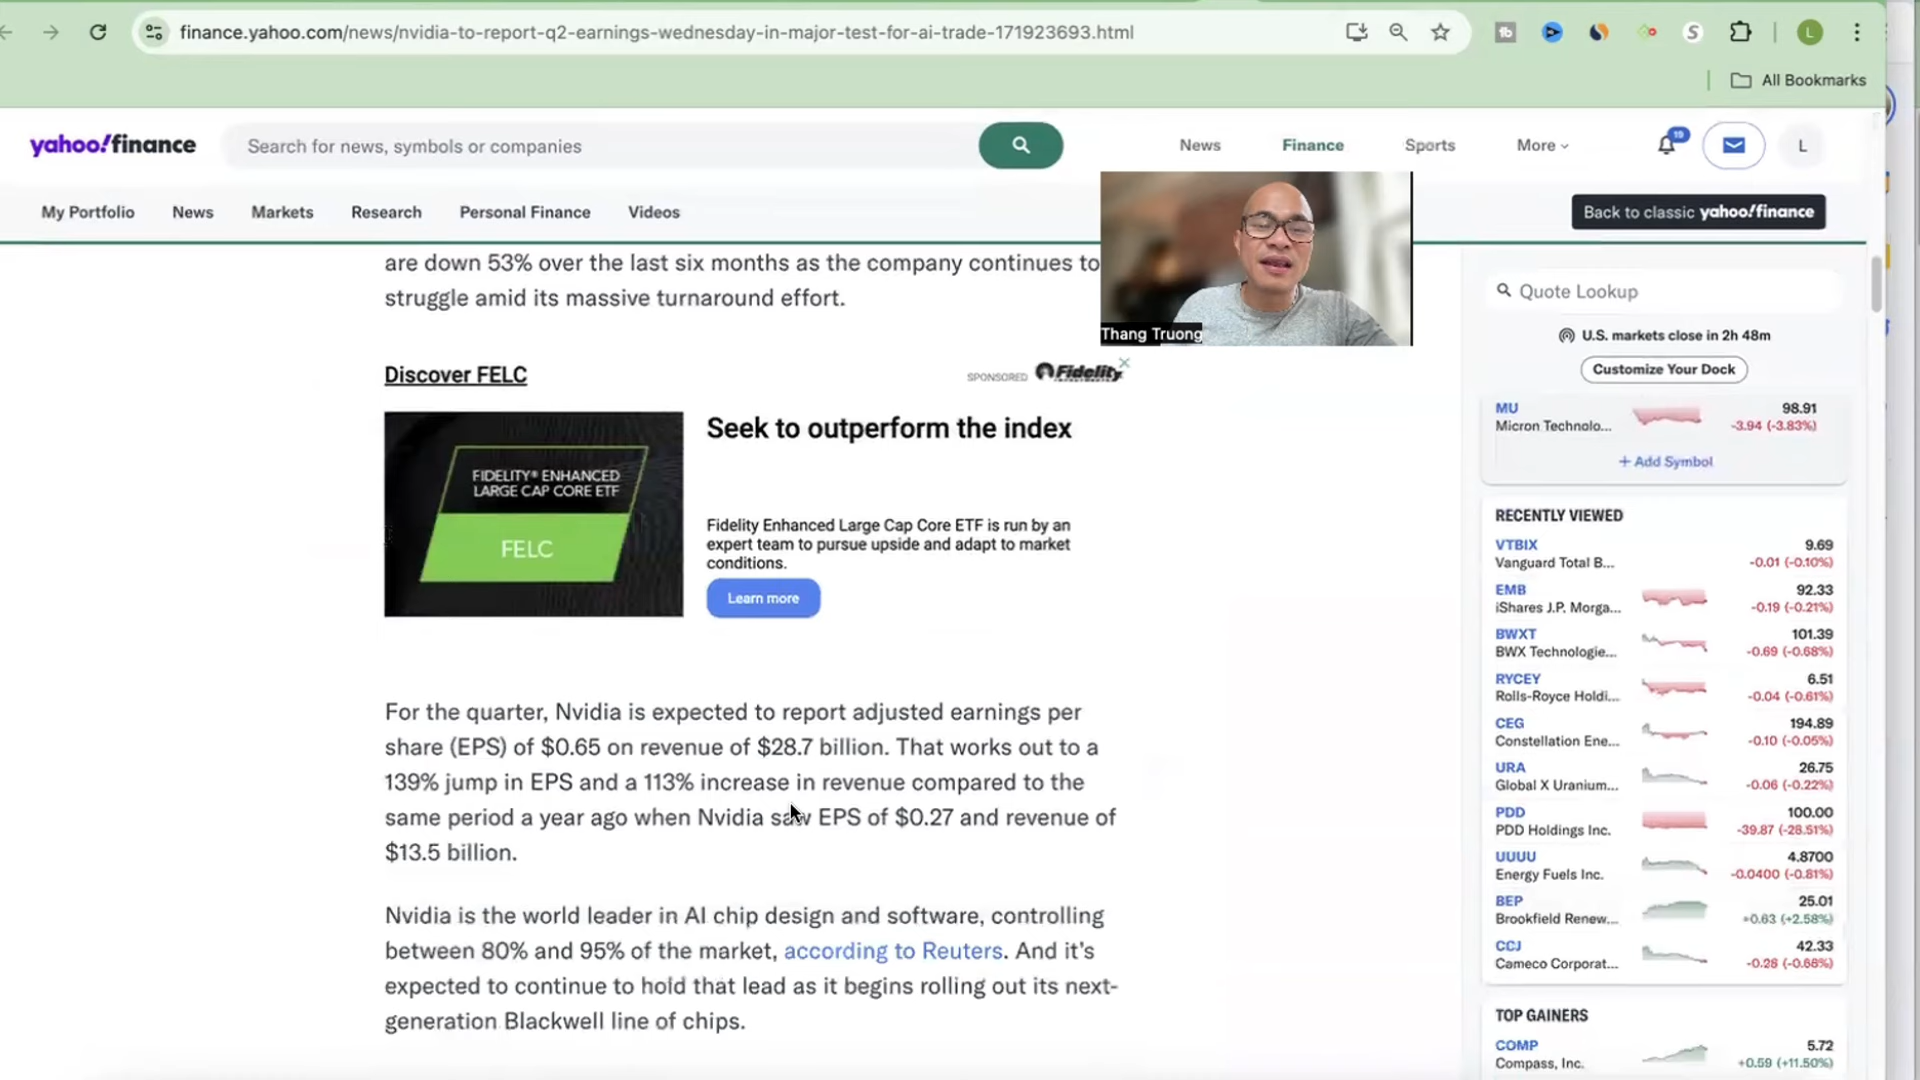 finance.yahoo.com/news/nvidia-to-report-q2-earnings-wednesday-in-major-test-for-ai-trade-171923693.html
tb
S
L
All Bookmarks
yahoo!finance
Search for news, symbols or companies
News
Finance
Sports
More
19
L
My Portfolio
News
Markets
Research
Personal Finance
Videos
Back to classic yahoo!finance
are down 53% over the last six months as the company continues to
struggle amid its massive turnaround effort.
Thang Truong
Discover FELC
SPONSORED
Fidelity
FIDELITY® ENHANCED
LARGE CAP CORE ETF
FELC
Seek to outperform the index
Fidelity Enhanced Large Cap Core ETF is run by an
expert team to pursue upside and adapt to market
conditions.
Learn more
For the quarter, Nvidia is expected to report adjusted earnings per
share (EPS) of $0.65 on revenue of $28.7 billion. That works out to a
139% jump in EPS and a 113% increase in revenue compared to the
same period a year ago when Nvidia saw EPS of $0.27 and revenue of
$13.5 billion.
Nvidia is the world leader in AI chip design and software, controlling
between 80% and 95% of the market, according to Reuters. And it's
expected to continue to hold that lead as it begins rolling out its next-
generation Blackwell line of chips.
Quote Lookup
U.S. markets close in 2h 48m
Customize Your Dock
MU 98.91
Micron Technolo... -3.94 (-3.83%)
+ Add Symbol
RECENTLY VIEWED
VTBIX 9.69
Vanguard Total B... -0.01 (-0.10%)
EMB 92.33
iShares J.P. Morga... -0.19 (-0.21%)
BWXT 101.39
BWX Technologie... -0.69 (-0.68%)
RYCEY 6.51
Rolls-Royce Holdi... -0.04 (-0.61%)
CEG 194.89
Constellation Ene... -0.10 (-0.05%)
URA 26.75
Global X Uranium... -0.06 (-0.22%)
PDD 100.00
PDD Holdings Inc. -39.87 (-28.51%)
UUUU 4.8700
Energy Fuels Inc. -0.0400 (-0.81%)
BEP 25.01
Brookfield Renew... +0.63 (+2.58%)
CCJ 42.33
Cameco Corporat... -0.28 (-0.66%)
TOP GAINERS
COMP 5.72
Compass, Inc. +0.59 (+11.50%)